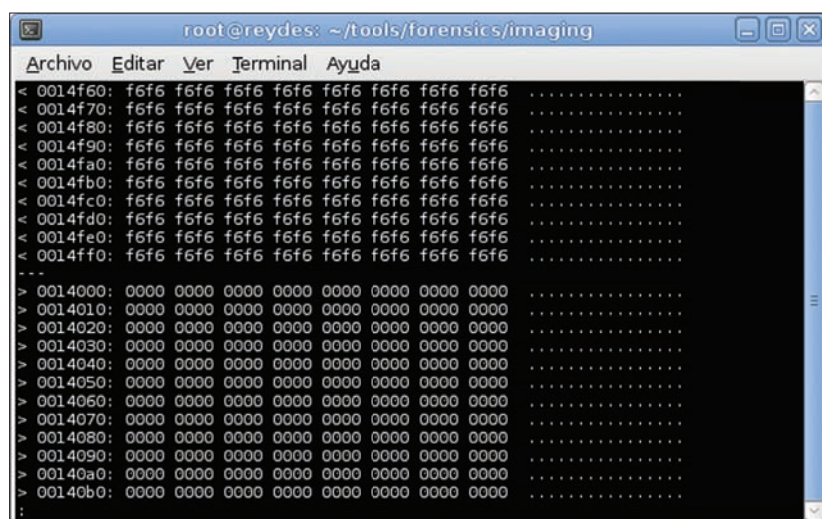 root@reydes: ~/tools/forensics/imaging
Archivo Editar Ver Terminal Ayuda
< 0014f60: f6f6 f6f6 f6f6 f6f6 f6f6 f6f6 f6f6 f6f6 ................
< 0014f70: f6f6 f6f6 f6f6 f6f6 f6f6 f6f6 f6f6 f6f6 ................
< 0014f80: f6f6 f6f6 f6f6 f6f6 f6f6 f6f6 f6f6 f6f6 ................
< 0014f90: f6f6 f6f6 f6f6 f6f6 f6f6 f6f6 f6f6 f6f6 ................
< 0014fa0: f6f6 f6f6 f6f6 f6f6 f6f6 f6f6 f6f6 f6f6 ................
< 0014fb0: f6f6 f6f6 f6f6 f6f6 f6f6 f6f6 f6f6 f6f6 ................
< 0014fc0: f6f6 f6f6 f6f6 f6f6 f6f6 f6f6 f6f6 f6f6 ................
< 0014fd0: f6f6 f6f6 f6f6 f6f6 f6f6 f6f6 f6f6 f6f6 ................
< 0014fe0: f6f6 f6f6 f6f6 f6f6 f6f6 f6f6 f6f6 f6f6 ................
< 0014ff0: f6f6 f6f6 f6f6 f6f6 f6f6 f6f6 f6f6 f6f6 ................
---
> 0014000: 0000 0000 0000 0000 0000 0000 0000 0000 ................
> 0014010: 0000 0000 0000 0000 0000 0000 0000 0000 ................
> 0014020: 0000 0000 0000 0000 0000 0000 0000 0000 ................
> 0014030: 0000 0000 0000 0000 0000 0000 0000 0000 ................
> 0014040: 0000 0000 0000 0000 0000 0000 0000 0000 ................
> 0014050: 0000 0000 0000 0000 0000 0000 0000 0000 ................
> 0014060: 0000 0000 0000 0000 0000 0000 0000 0000 ................
> 0014070: 0000 0000 0000 0000 0000 0000 0000 0000 ................
> 0014080: 0000 0000 0000 0000 0000 0000 0000 0000 ................
> 0014090: 0000 0000 0000 0000 0000 0000 0000 0000 ................
> 00140a0: 0000 0000 0000 0000 0000 0000 0000 0000 ................
> 00140b0: 0000 0000 0000 0000 0000 0000 0000 0000 ................
: